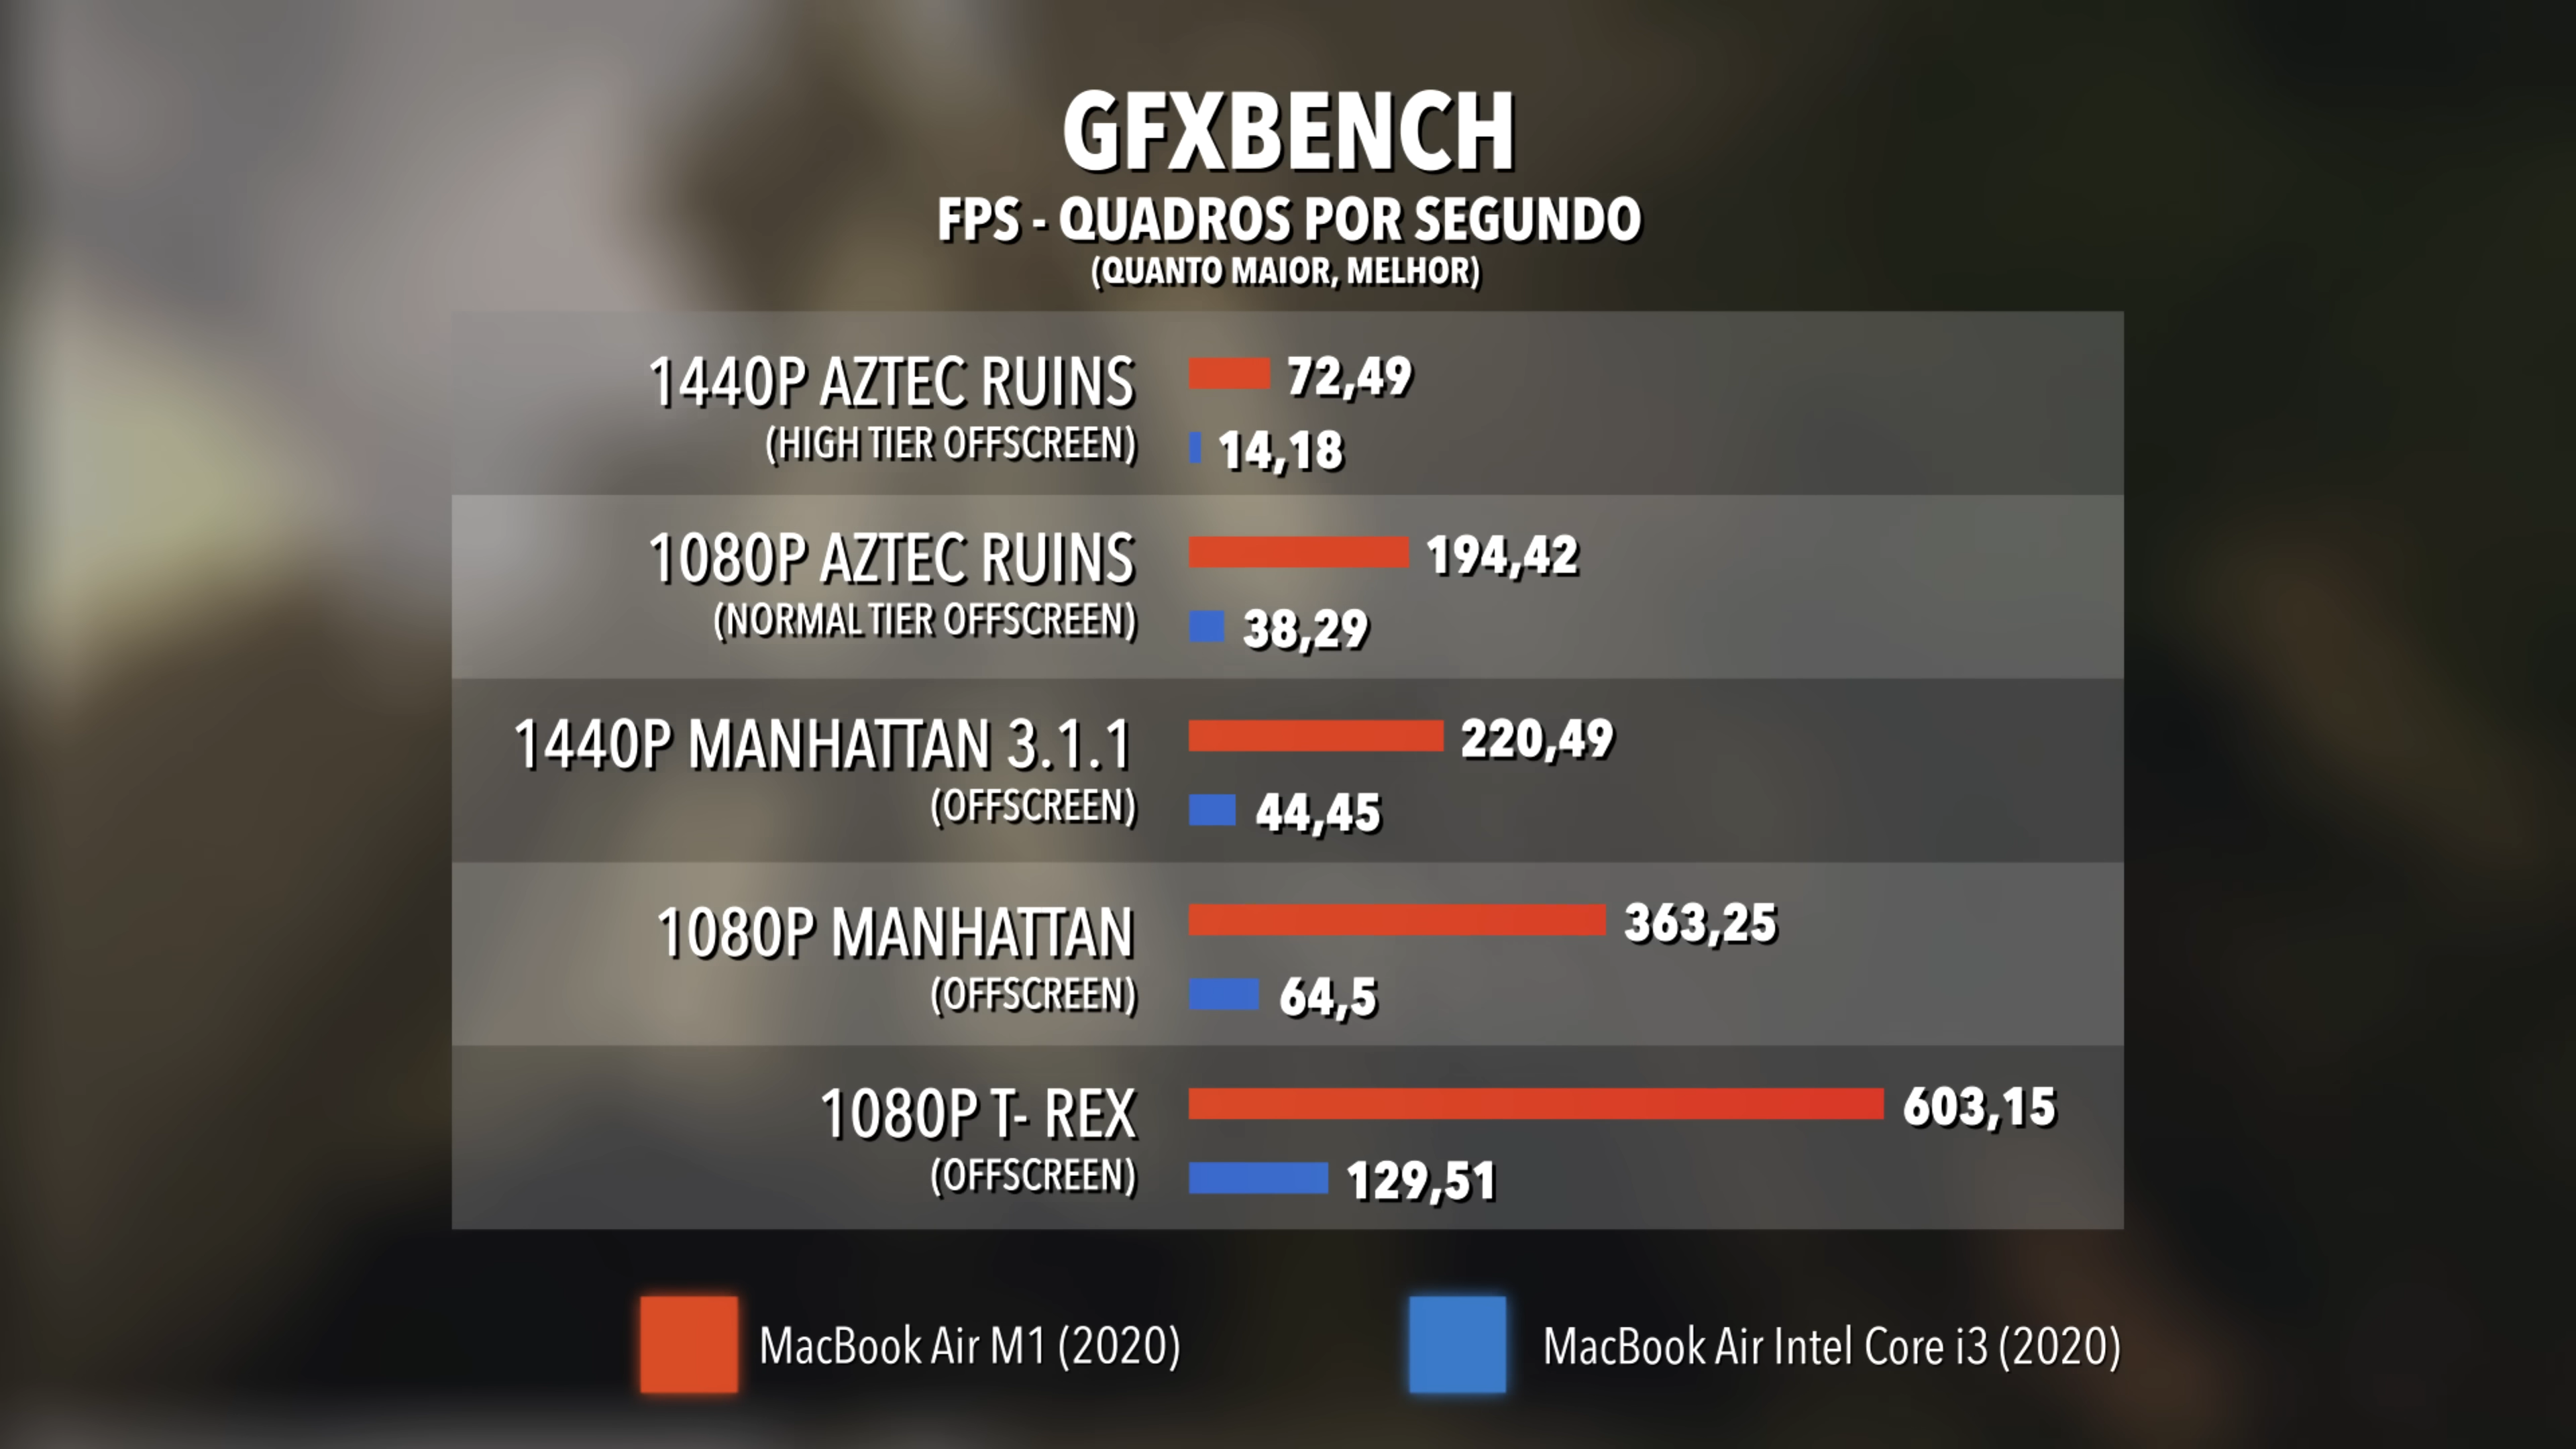 GFXBENCH
FPS - QUADROS POR SEGUNDO
(QUANTO MAIOR, MELHOR)
1440P AZTEC RUINS
(HIGH TIER OFFSCREEN)
72,49
14,18
1080P AZTEC RUINS
(NORMAL TIER OFFSCREEN)
194,42
38,29
1440P MANHATTAN 3.1.1
(OFFSCREEN)
220,49
44,45
1080P MANHATTAN
(OFFSCREEN)
363,25
64,5
1080P T- REX
(OFFSCREEN)
603,15
129,51
MacBook Air M1 (2020)
MacBook Air Intel Core i3 (2020)